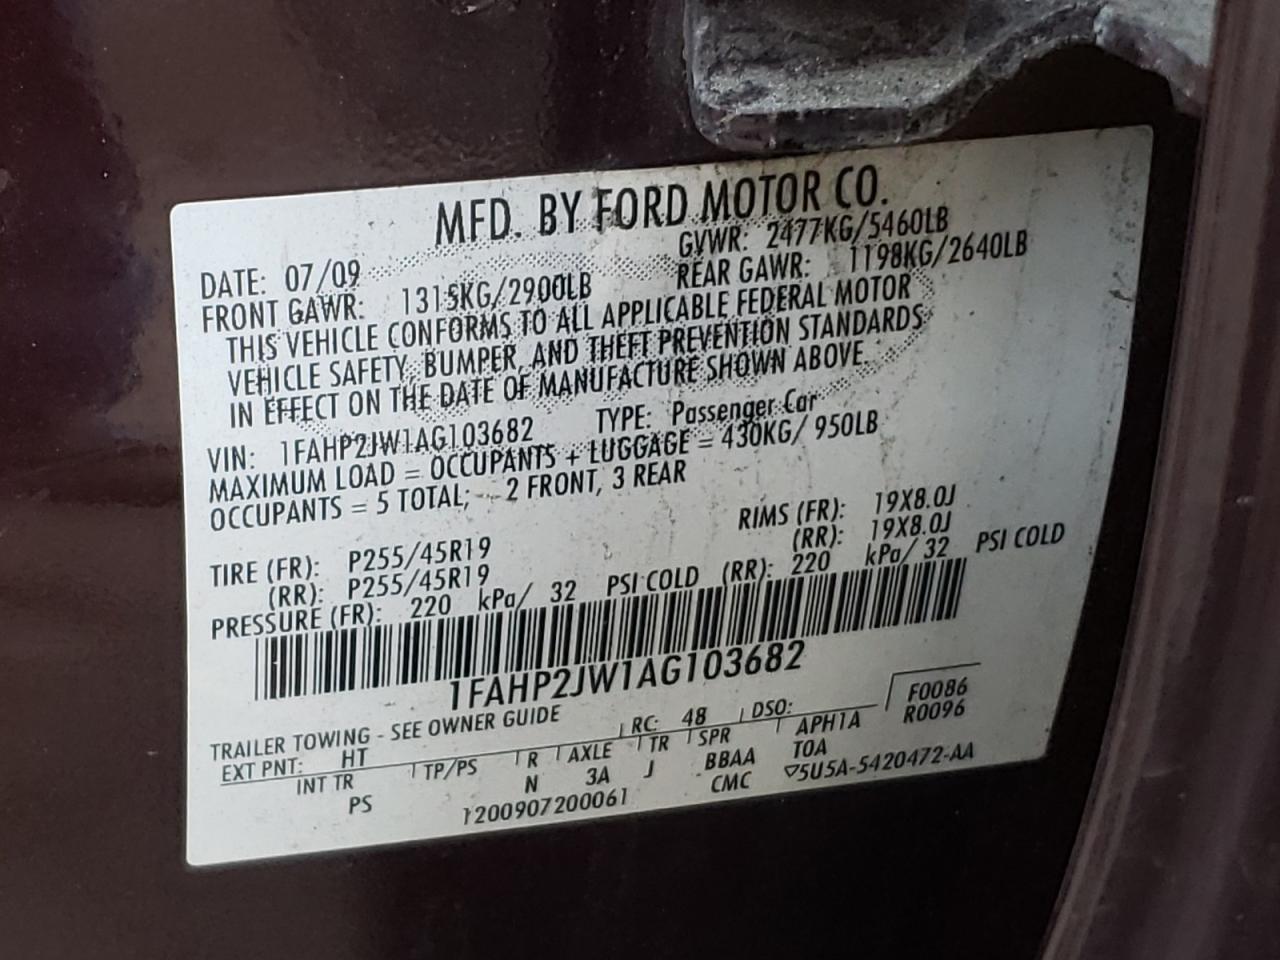 MFD. BY FORD MOTOR CO.
DATE: 07/09 GVWR: 2477KG/5460LB
FRONT GAWR: 1315KG/2900LB REAR GAWR: 1198KG/2640LB
THIS VEHICLE CONFORMS TO ALL APPLICABLE FEDERAL MOTOR
VEHICLE SAFETY, BUMPER, AND THEFT PREVENTION STANDARDS
IN EFFECT ON THE DATE OF MANUFACTURE SHOWN ABOVE.
VIN: 1FAHP2JW1AG103682 TYPE: Passenger Car
MAXIMUM LOAD = OCCUPANTS + LUGGAGE = 430KG/ 950LB
OCCUPANTS = 5 TOTAL; 2 FRONT, 3 REAR
TIRE (FR): P255/45R19 RIMS (FR): 19X8.0J
(RR): P255/45R19 (RR): 19X8.0J
PRESSURE (FR): 220 kPa/ 32 PSI COLD (RR): 220 kPa/ 32 PSI COLD
1FAHP2JW1AG103682
TRAILER TOWING - SEE OWNER GUIDE
EXT PNT: HT RC: 48 DSO: F0086
R0096
INT TR TP/PS R AXLE TR SPR APH1A
PS N 3A J BBAA TOA
1200907200061 CMC ▽5U5A-5420472-AA